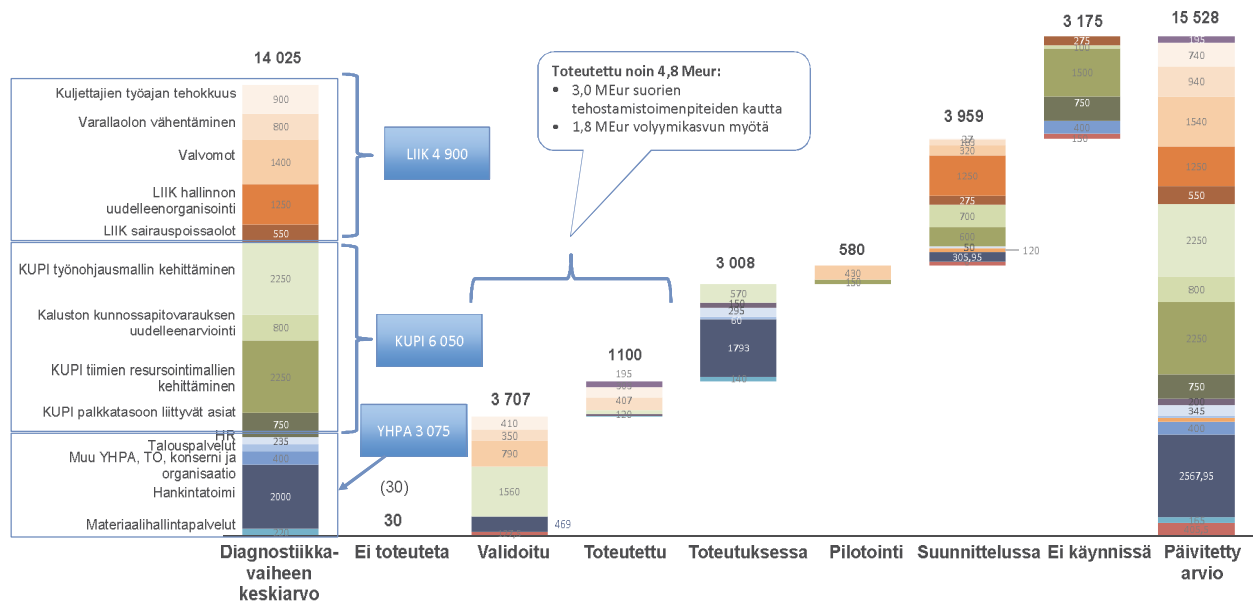 14 025
Kuljettajien työajan tehokkuus
Varallaolon vähentäminen
Valvomot
LIIK hallinnon
uudelleenorganisointi
LIIK sairauspoissaolot
KUPI työnohjausmallin kehittäminen
Kaluston kunnossapitovarauksen
uudelleenarviointi
KUPI tiimien resursointimallien
kehittäminen
KUPI palkkatasoon liittyvät asiat
HR
Talouspalvelut
Muu YHPA, TO, konserni ja
organisaatio
Hankintatoimi
Materiaalihallintapalvelut
900
800
1400
1250
550
2250
800
2250
750
235
400
2000
220
LIIK 4 900
KUPI 6 050
YHPA 3 075
(30)
30
Toteutettu noin 4,8 Meur:
• 3,0 MEur suorien
tehostamistoimenpiteiden kautta
• 1,8 MEur volyymikasvun myötä
3 707
410
350
790
1560
469
1100
195
407
120
3 008
570
150
295
60
1793
140
580
430
150
3 959
27
183
320
1250
275
700
600
50
120
305,95
3 175
275
100
1500
750
400
150
15 528
195
740
940
1540
1250
550
2250
800
2250
750
200
345
400
2567,95
165
Diagnostiikka-
vaiheen
keskiarvo
Ei toteuteta
Validoitu
Toteutettu
Toteutuksessa
Pilotointi
Suunnittelussa
Ei käynnissä
Päivitetty
arvio